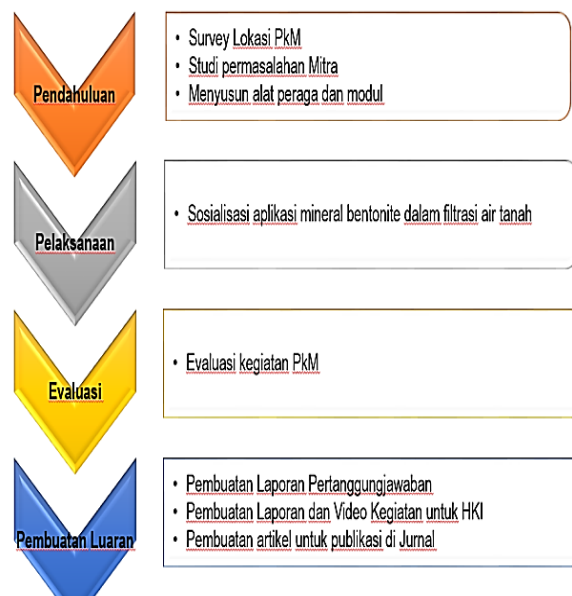 Pendahuluan
• Survey Lokasi PkM
• Studi permasalahan Mitra
• Menyusun alat peraga dan modul
Pelaksanaan
• Sosialisasi aplikasi mineral bentonite dalam filtrasi air tanah
Evaluasi
• Evaluasi kegiatan PkM
Pembuatan Luaran
• Pembuatan Laporan Pertanggungjawaban
• Pembuatan Laporan dan Video Kegiatan untuk HKI
• Pembuatan artikel untuk publikasi di Jurnal